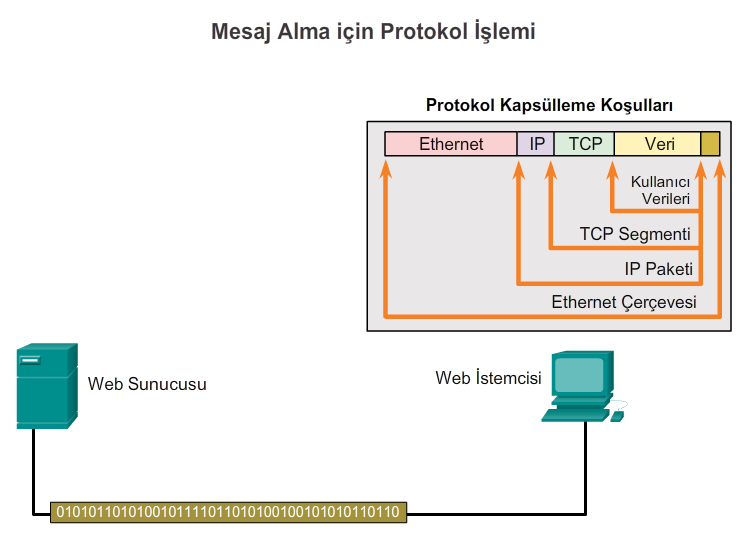 Mesaj Alma için Protokol İşlemi
Protokol Kapsülleme Koşulları
Ethernet IP TCP Veri
Kullanıcı
Verileri
TCP Segmenti
IP Paketi
Ethernet Çerçevesi
Web Sunucusu
Web İstemcisi
010101101010010111101101010010010101010110110